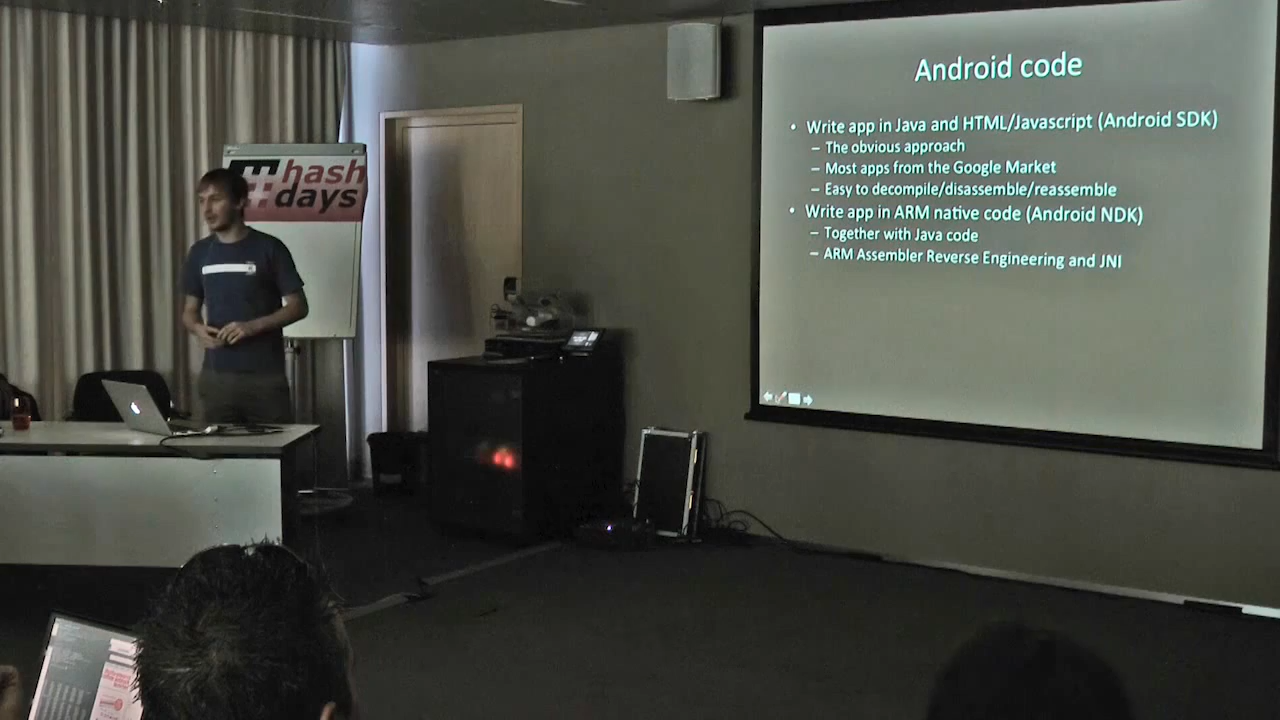 hash
days
Android code
• Write app in Java and HTML/Javascript (Android SDK)
– The obvious approach
– Most apps from the Google Market
– Easy to decompile/disassemble/reassemble
• Write app in ARM native code (Android NDK)
– Together with Java code
– ARM Assembler Reverse Engineering and JNI